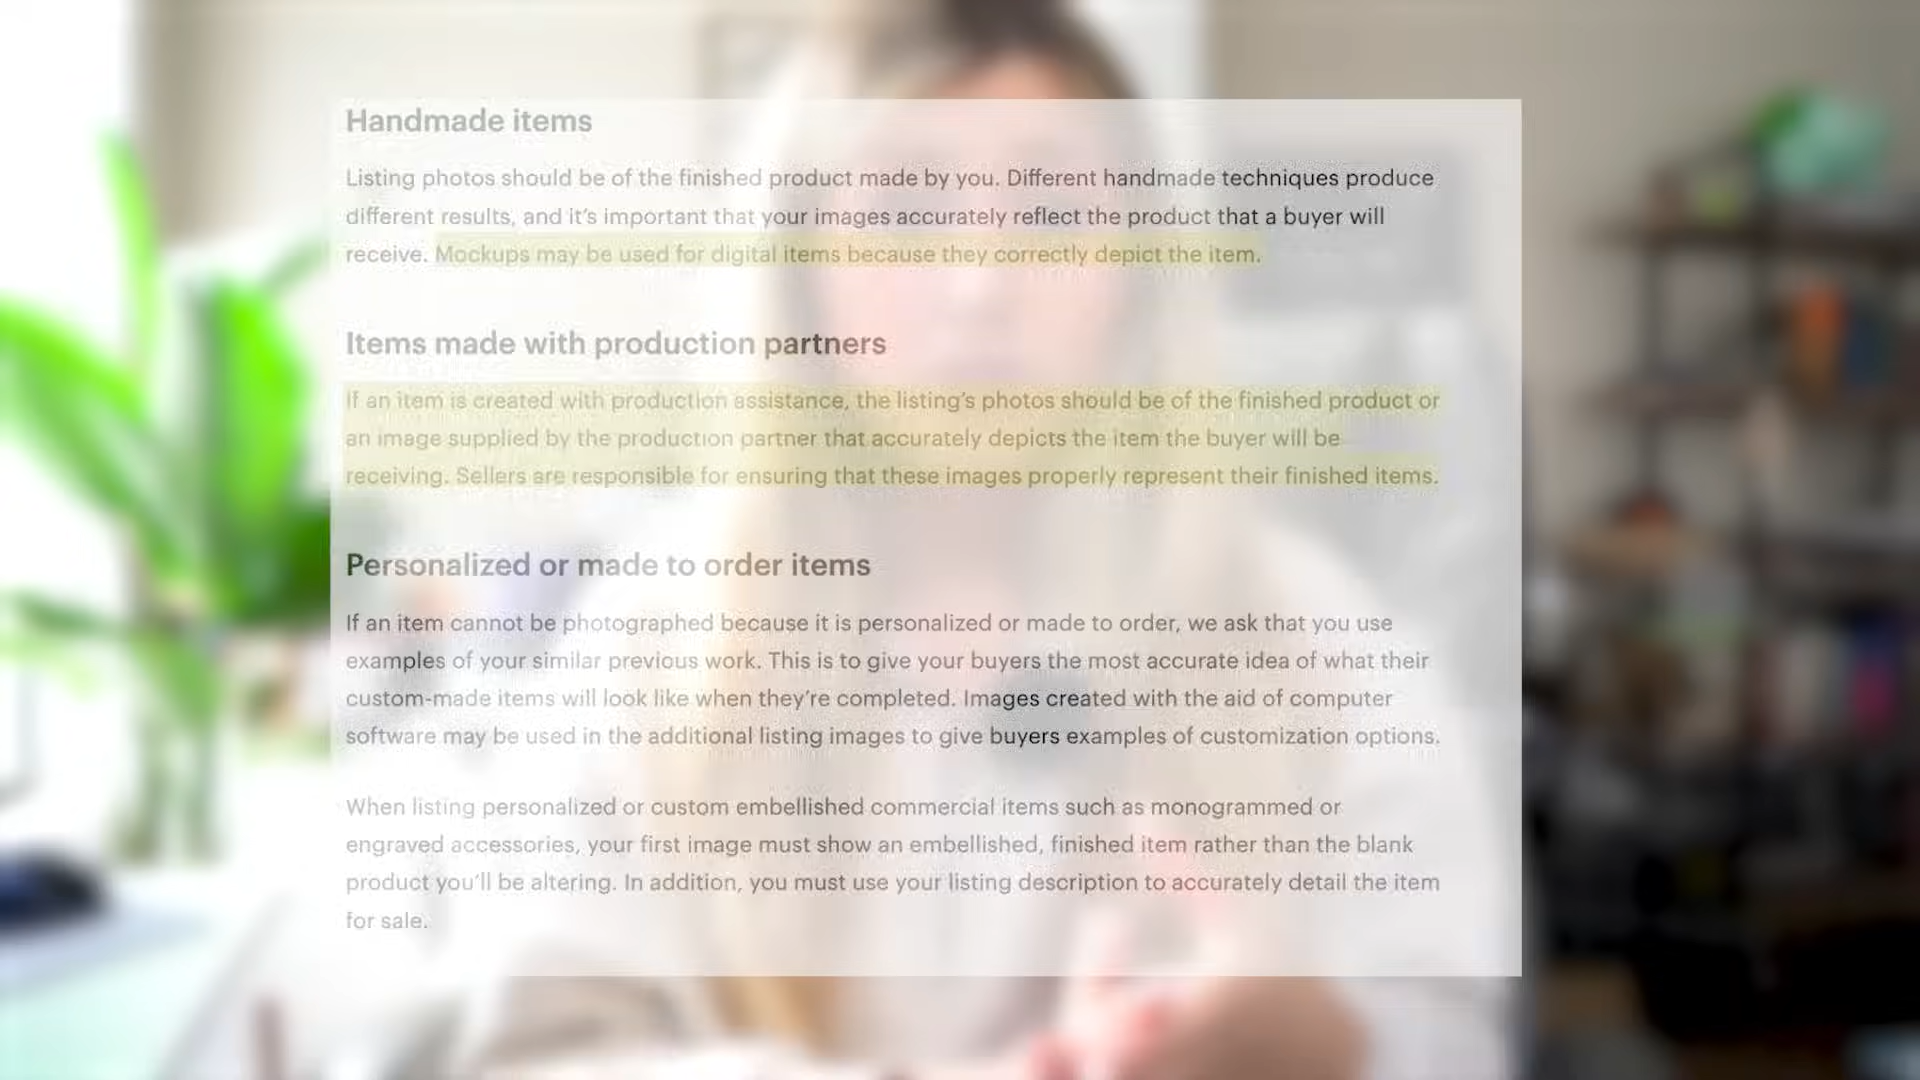 Handmade items
Listing photos should be of the finished product made by you. Different handmade techniques produce
different results, and it's important that your images accurately reflect the product that a buyer will
receive. Mockups may be used for digital items because they correctly depict the item.
Items made with production partners
If an item is created with production assistance, the listing's photos should be of the finished product or
an image supplied by the production partner that accurately depicts the item the buyer will be
receiving. Sellers are responsible for ensuring that these images properly represent their finished items.
Personalized or made to order items
If an item cannot be photographed because it is personalized or made to order, we ask that you use
examples of your similar previous work. This is to give your buyers the most accurate idea of what their
custom-made items will look like when they're completed. Images created with the aid of computer
software may be used in the additional listing images to give buyers examples of customization options.
When listing personalized or custom embellished commercial items such as monogrammed or
engraved accessories, your first image must show an embellished, finished item rather than the blank
product you'll be altering. In addition, you must use your listing description to accurately detail the item
for sale.